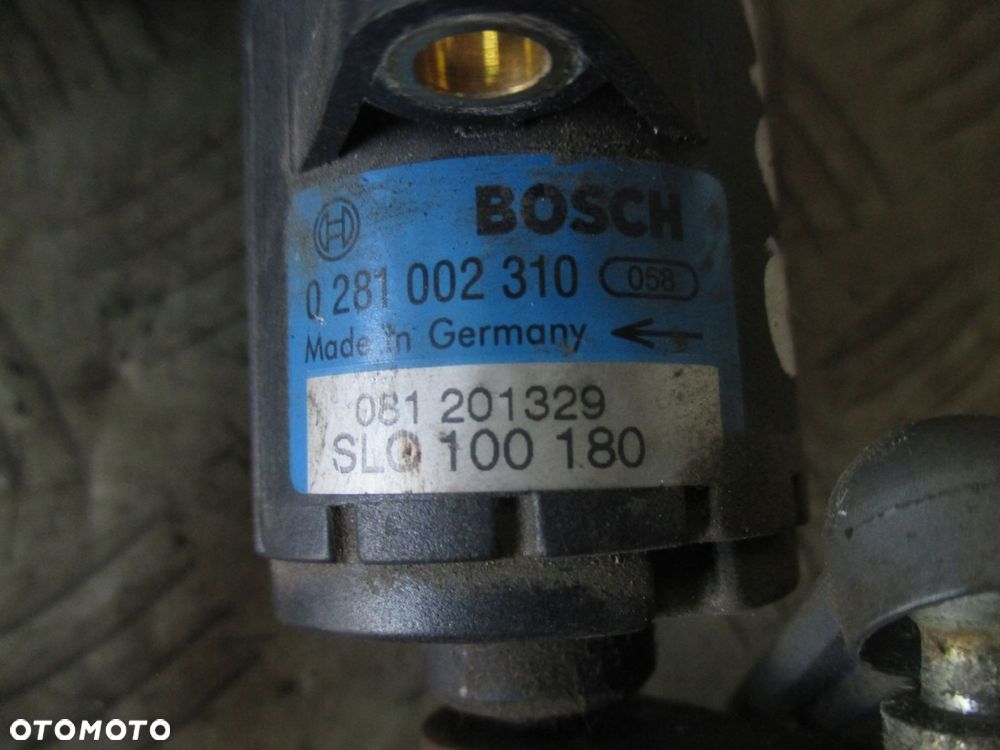 BOSCH
0 281 002 310 058
Made in Germany
081 201329
SLO 100 180
OTOMOTO